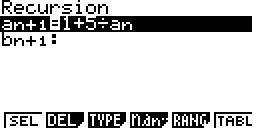 Recursion
an+1=1+5÷an
bn+1:
SEL DEL TYPE n.an·· RANG TABL